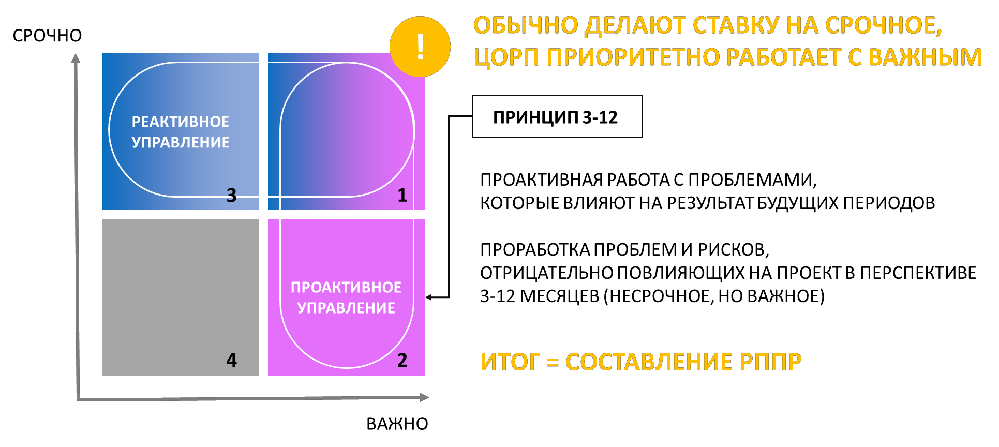 СРОЧНО
!
ОБЫЧНО ДЕЛАЮТ СТАВКУ НА СРОЧНОЕ,
ЦОРП ПРИОРИТЕТНО РАБОТАЕТ С ВАЖНЫМ
РЕАКТИВНОЕ
УПРАВЛЕНИЕ
3
1
ПРИНЦИП 3-12
ПРОАКТИВНАЯ РАБОТА С ПРОБЛЕМАМИ,
КОТОРЫЕ ВЛИЯЮТ НА РЕЗУЛЬТАТ БУДУЩИХ ПЕРИОДОВ
ПРОРАБОТКА ПРОБЛЕМ И РИСКОВ,
ОТРИЦАТЕЛЬНО ПОВЛИЯЮЩИХ НА ПРОЕКТ В ПЕРСПЕКТИВЕ
3-12 МЕСЯЦЕВ (НЕСРОЧНОЕ, НО ВАЖНОЕ)
ПРОАКТИВНОЕ
УПРАВЛЕНИЕ
4
2
ИТОГ = СОСТАВЛЕНИЕ РППР
ВАЖНО